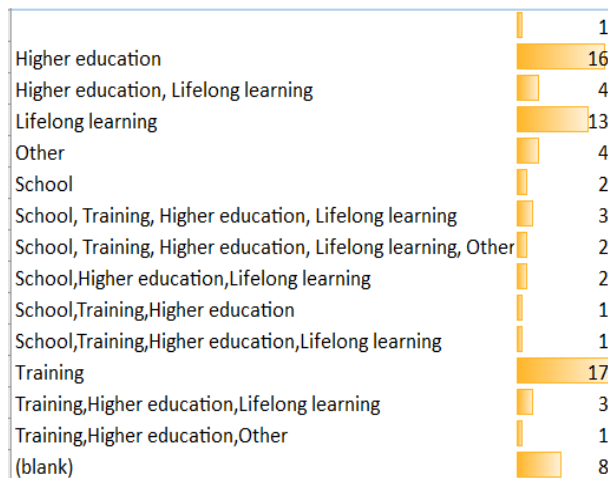 1
Higher education 16
Higher education, Lifelong learning 4
Lifelong learning 13
Other 4
School 2
School, Training, Higher education, Lifelong learning 3
School, Training, Higher education, Lifelong learning, Other 2
School,Higher education,Lifelong learning 2
School,Training,Higher education 1
School,Training,Higher education,Lifelong learning 1
Training 17
Training,Higher education,Lifelong learning 3
Training,Higher education,Other 1
(blank) 8